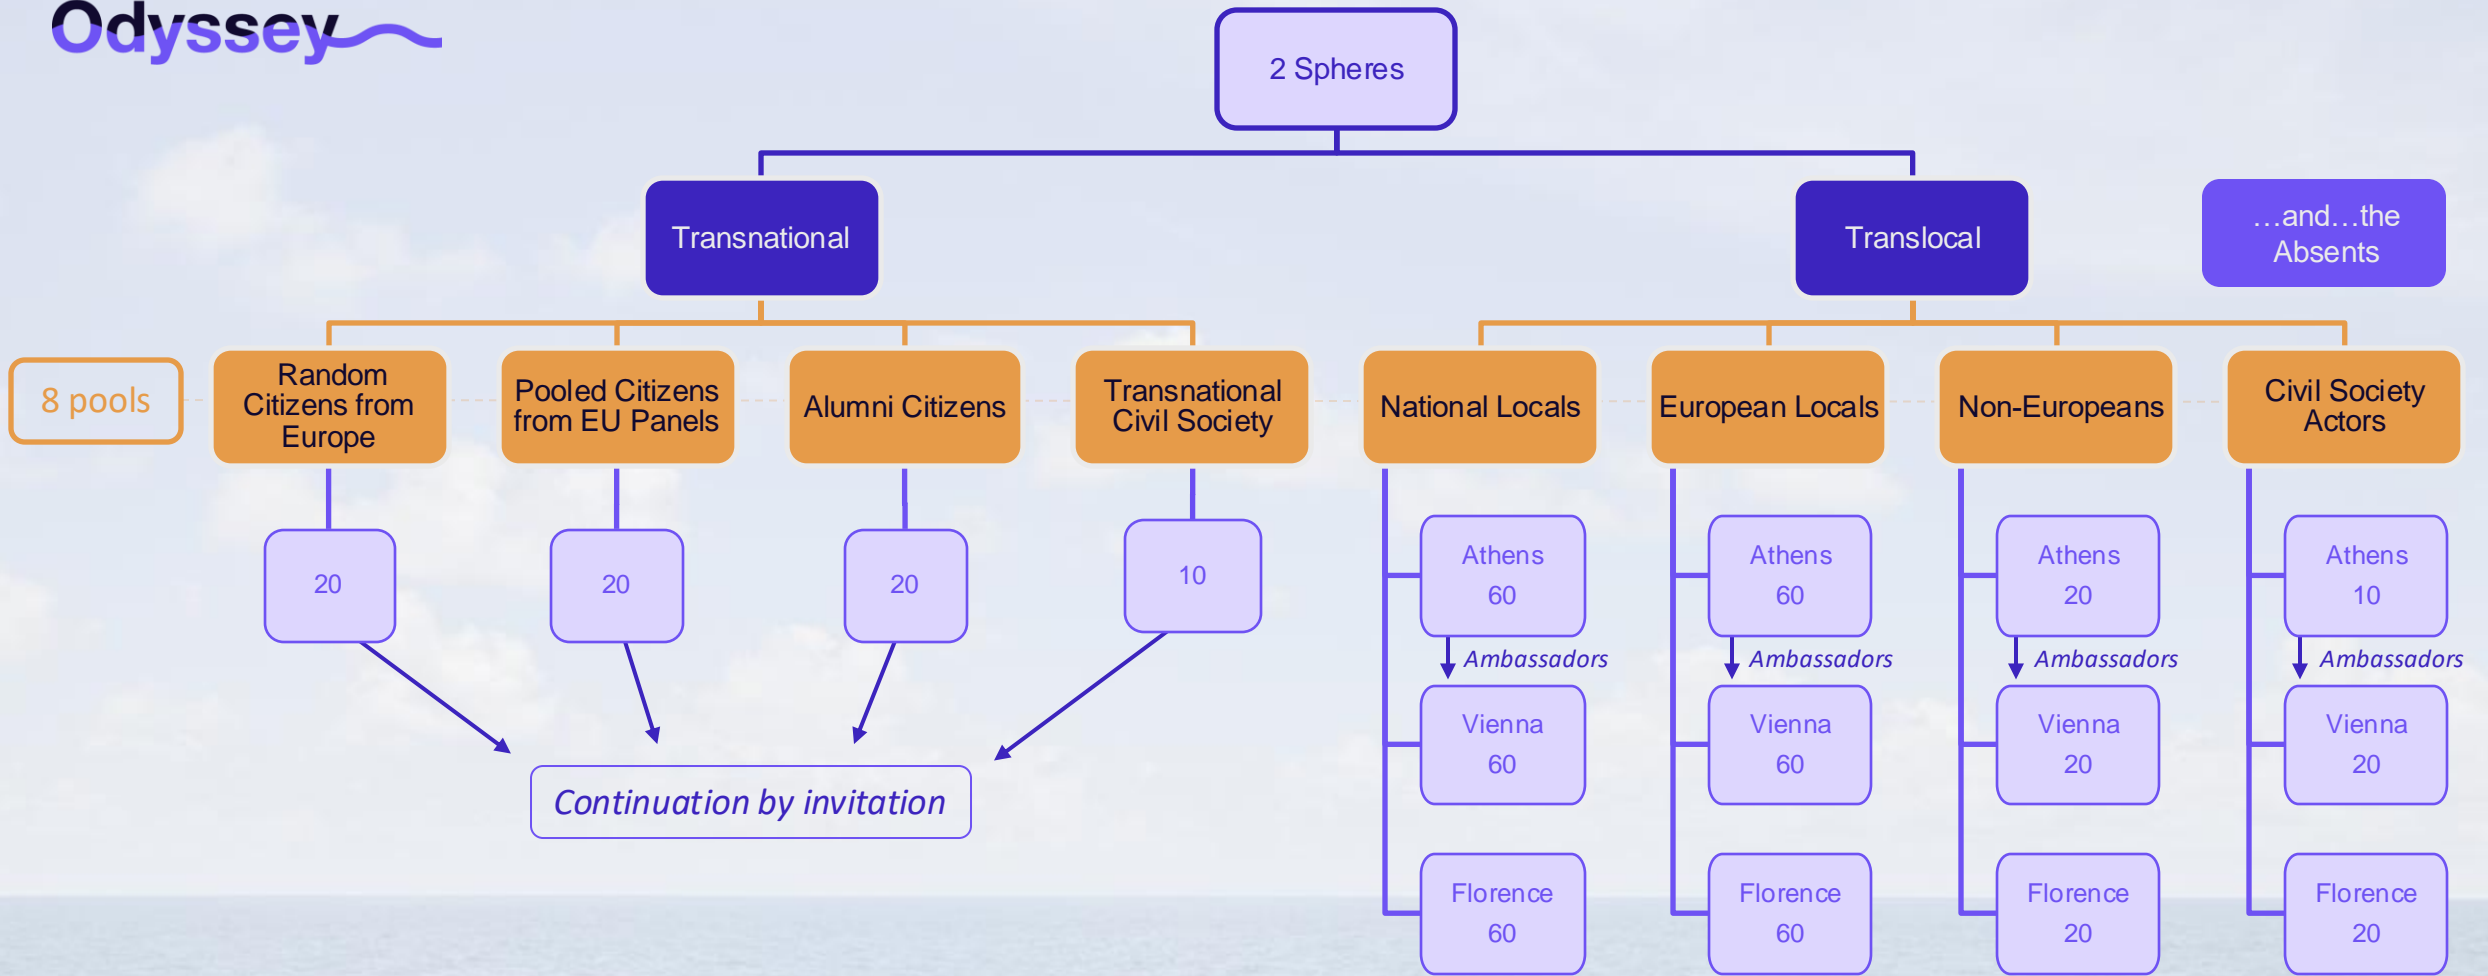 Odyssey
2 Spheres
Transnational
Translocal
…and…the
Absents
8 pools
Random
Citizens from
Europe
Pooled Citizens
from EU Panels
Alumni Citizens
Transnational
Civil Society
National Locals
European Locals
Non-Europeans
Civil Society
Actors
20
20
20
10
Continuation by invitation
Athens
60
Ambassadors
Vienna
60
Florence
60
Athens
60
Ambassadors
Vienna
60
Florence
60
Athens
20
Ambassadors
Vienna
20
Florence
20
Athens
10
Ambassadors
Vienna
20
Florence
20